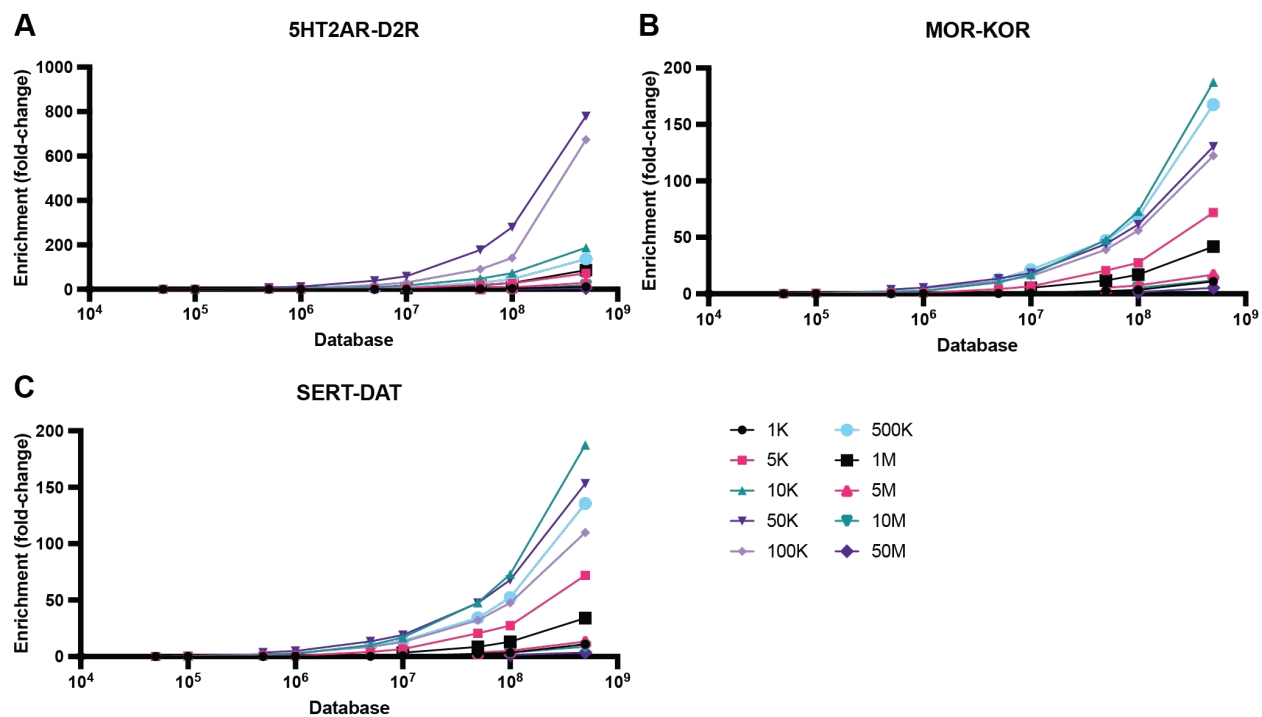 A
5HT2AR-D2R
Enrichment (fold-change)
1000
800
600
400
200
0
10⁴ 10⁵ 10⁶ 10⁷ 10⁸ 10⁹
Database
B
MOR-KOR
Enrichment (fold-change)
200
150
100
50
0
10⁴ 10⁵ 10⁶ 10⁷ 10⁸ 10⁹
Database
C
SERT-DAT
Enrichment (fold-change)
200
150
100
50
0
10⁴ 10⁵ 10⁶ 10⁷ 10⁸ 10⁹
Database
1K
5K
10K
50K
100K
500K
1M
5M
10M
50M